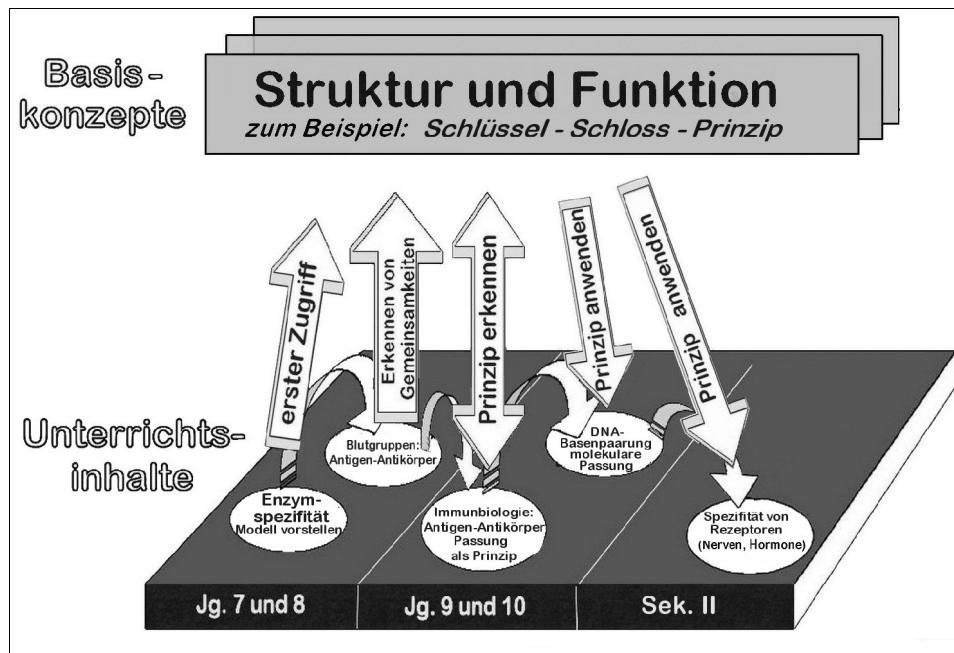 Basis-
konzepte
Struktur und Funktion
zum Beispiel: Schlüssel - Schloss - Prinzip
erster Zugriff
Erkennen von
Gemeinsamkeiten
Prinzip erkennen
Prinzip anwenden
Prinzip anwenden
Unterrichts-
inhalte
Blutgruppen:
Antigen-Antikörper
DNA-
Basenpaarung
molekulare
Passung
Enzym-
spezifität
Modell vorstellen
Immunbiologie:
Antigen-Antikörper
Passung
als Prinzip
Spezifität von
Rezeptoren
(Nerven, Hormone)
Jg. 7 und 8
Jg. 9 und 10
Sek. II